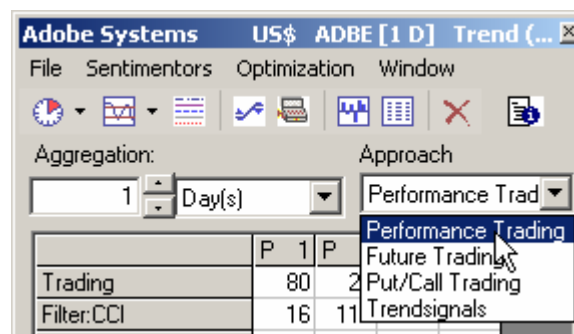 Adobe Systems US$ ADBE [1 D] Trend (...
File Sentimentors Optimization Window
Aggregation: Approach
1 Day(s) Performance Trad
Performance Trading
Future Trading
Put/Call Trading
Trendsignals
P 1 P
Trading 80 2
Filter:CCI 16 11